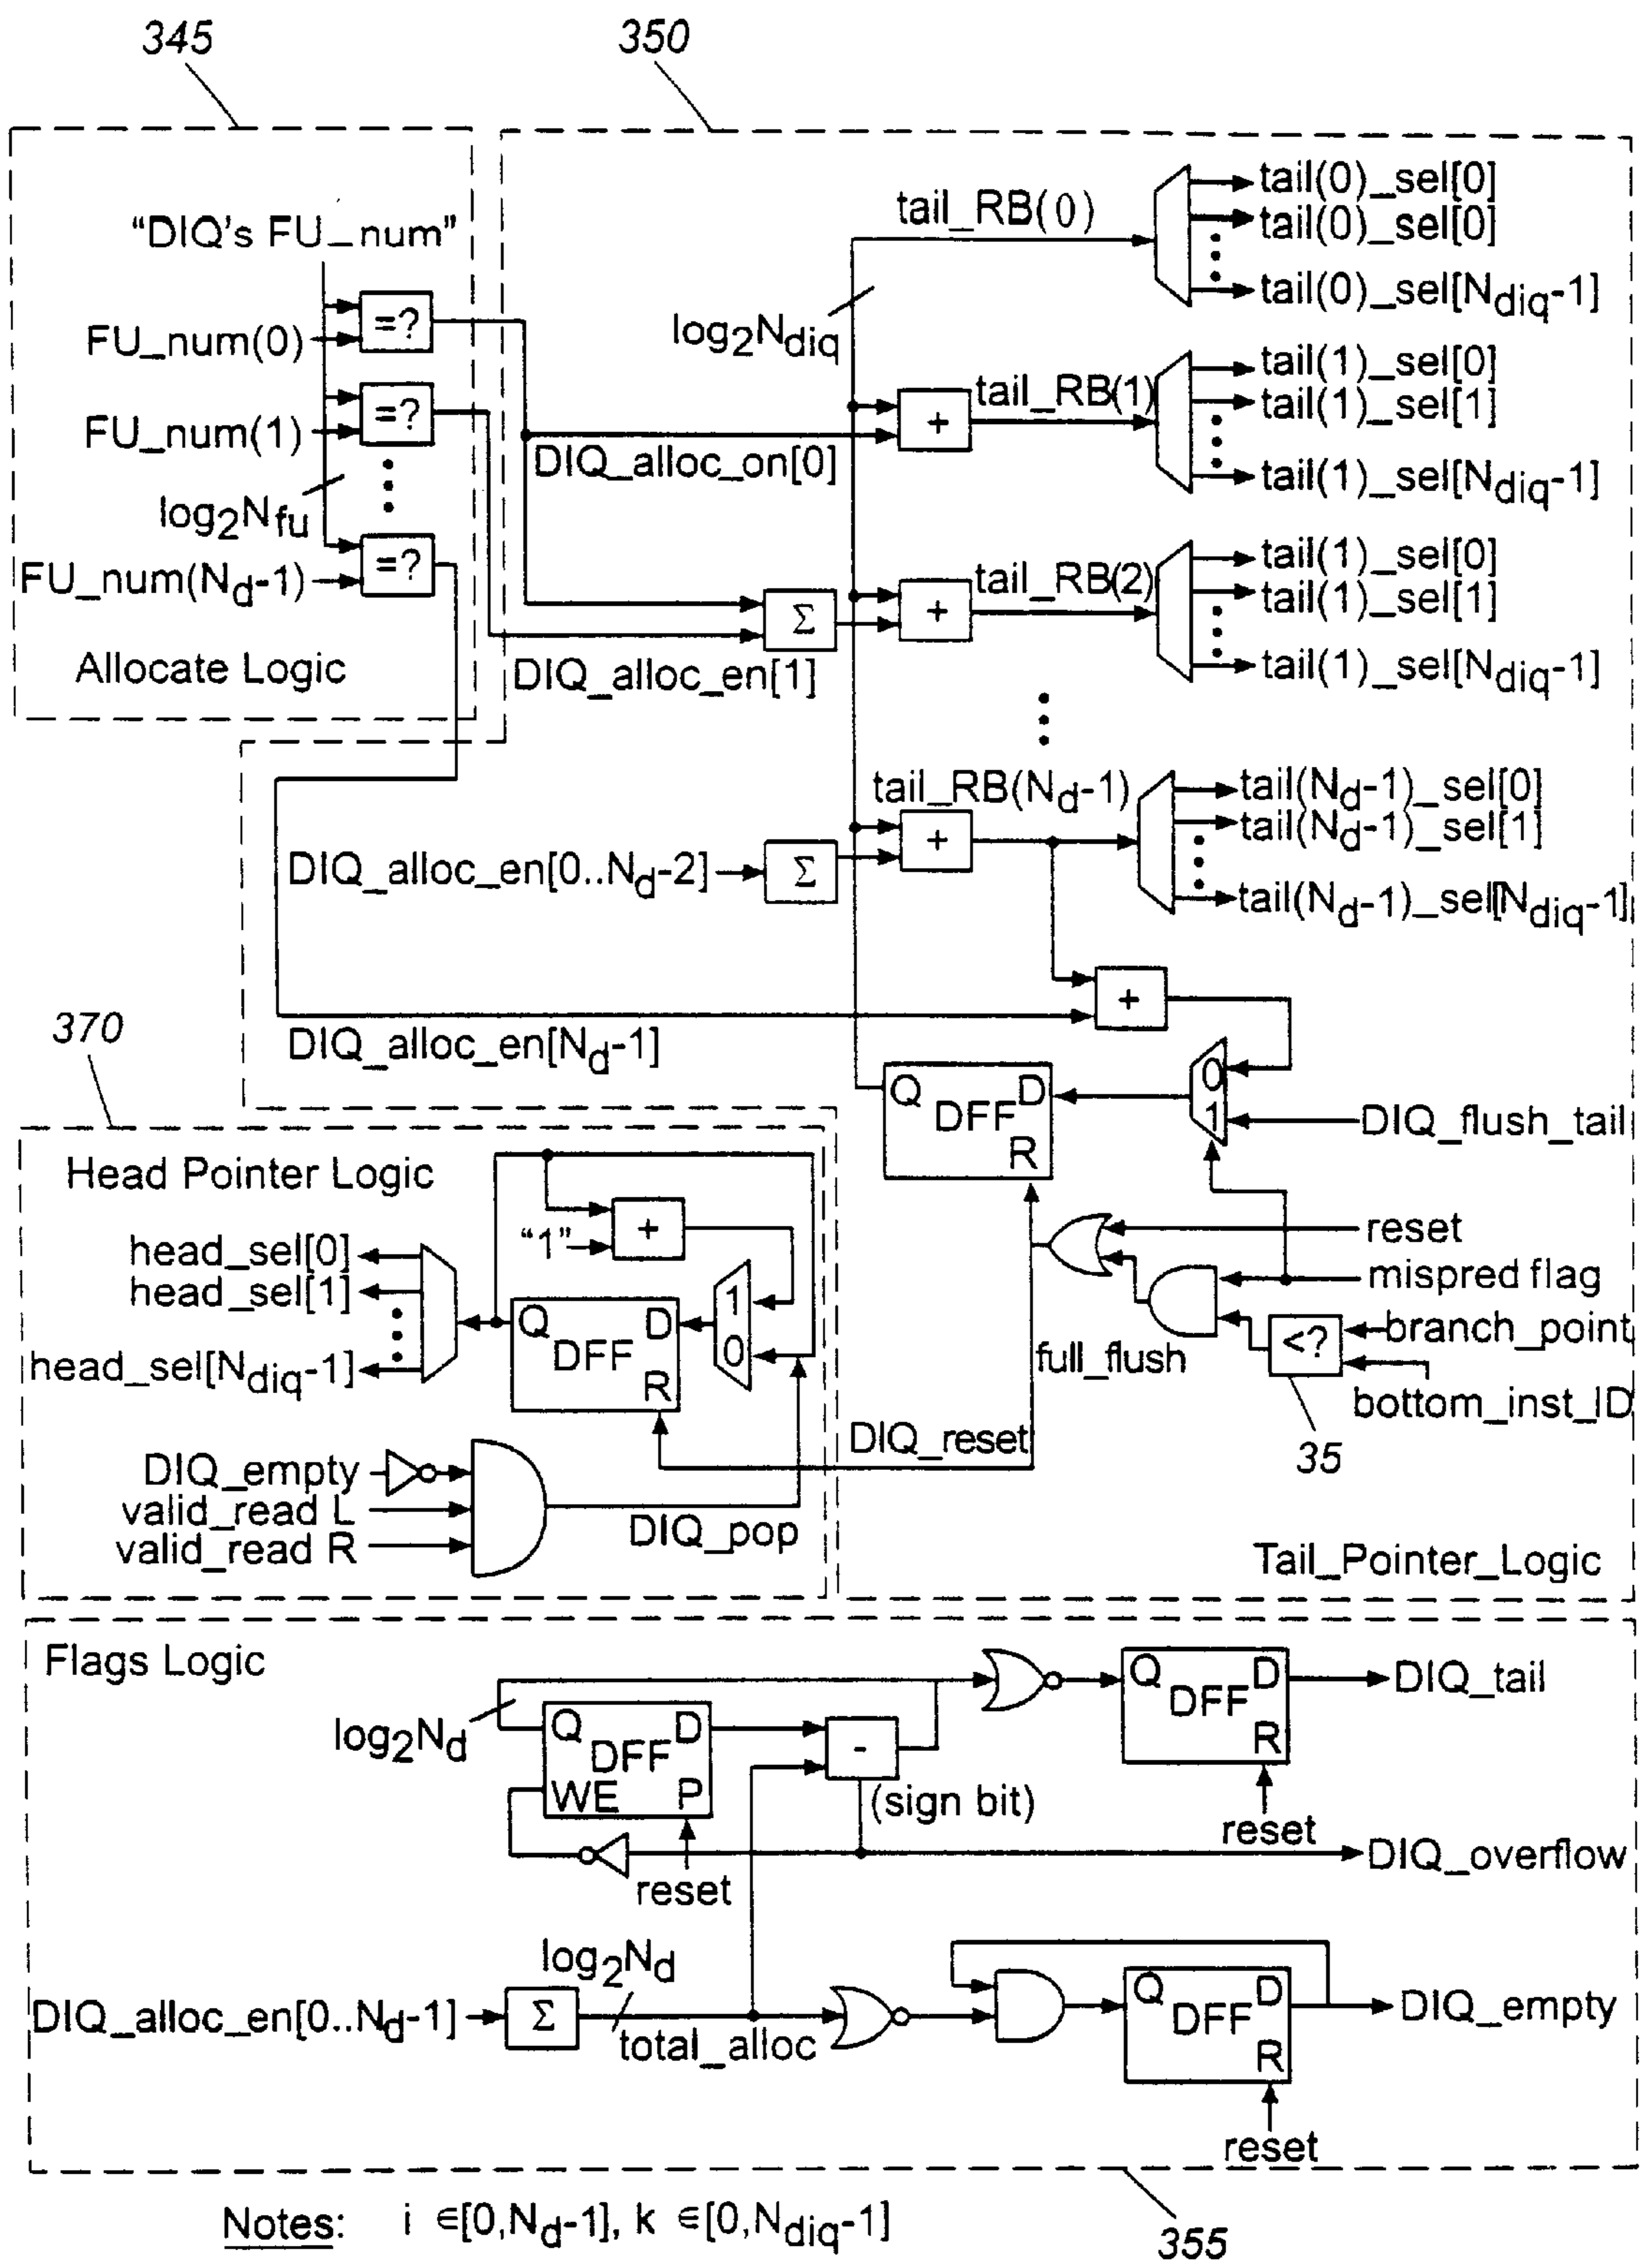 345
350
"DIQ's FU_num"
FU_num(0)
=?
FU_num(1)
=?
log2Nfu
FU_num(Nd-1)
=?
Allocate Logic
tail_RB(0)
tail(0)_sel[0]
tail(0)_sel[0]
tail(0)_sel[Ndiq-1]
log2Ndiq
tail_RB(1)
+
tail(1)_sel[0]
tail(1)_sel[1]
tail(1)_sel[Ndiq-1]
DIQ_alloc_on[0]
tail_RB(2)
Σ
+
tail(1)_sel[0]
tail(1)_sel[1]
tail(1)_sel[Ndiq-1]
DIQ_alloc_en[1]
tail_RB(Nd-1)
tail(Nd-1)_sel[0]
tail(Nd-1)_sel[1]
tail(Nd-1)_sel[Ndiq-1]
DIQ_alloc_en[0..Nd-2]
Σ
+
+
DIQ_alloc_en[Nd-1]
Q D
DFF
R
0
1
DIQ_flush_tail
reset
mispred flag
branch_point
<?
bottom_inst_ID
35
full_flush
DIQ_reset
Tail_Pointer_Logic
370
Head Pointer Logic
"1"
+
head_sel[0]
head_sel[1]
head_sel[Ndiq-1]
Q D
DFF
R
1
0
DIQ_empty
valid_read L
valid_read R
DIQ_pop
Flags Logic
log2Nd
Q D
DFF
WE P
-
(sign bit)
reset
Q D
DFF
R
DIQ_tail
reset
DIQ_overflow
DIQ_alloc_en[0..Nd-1]
Σ
log2Nd
total_alloc
Q D
DFF
R
DIQ_empty
reset
355
Notes: i ∈[0,Nd-1], k ∈[0,Ndiq-1]